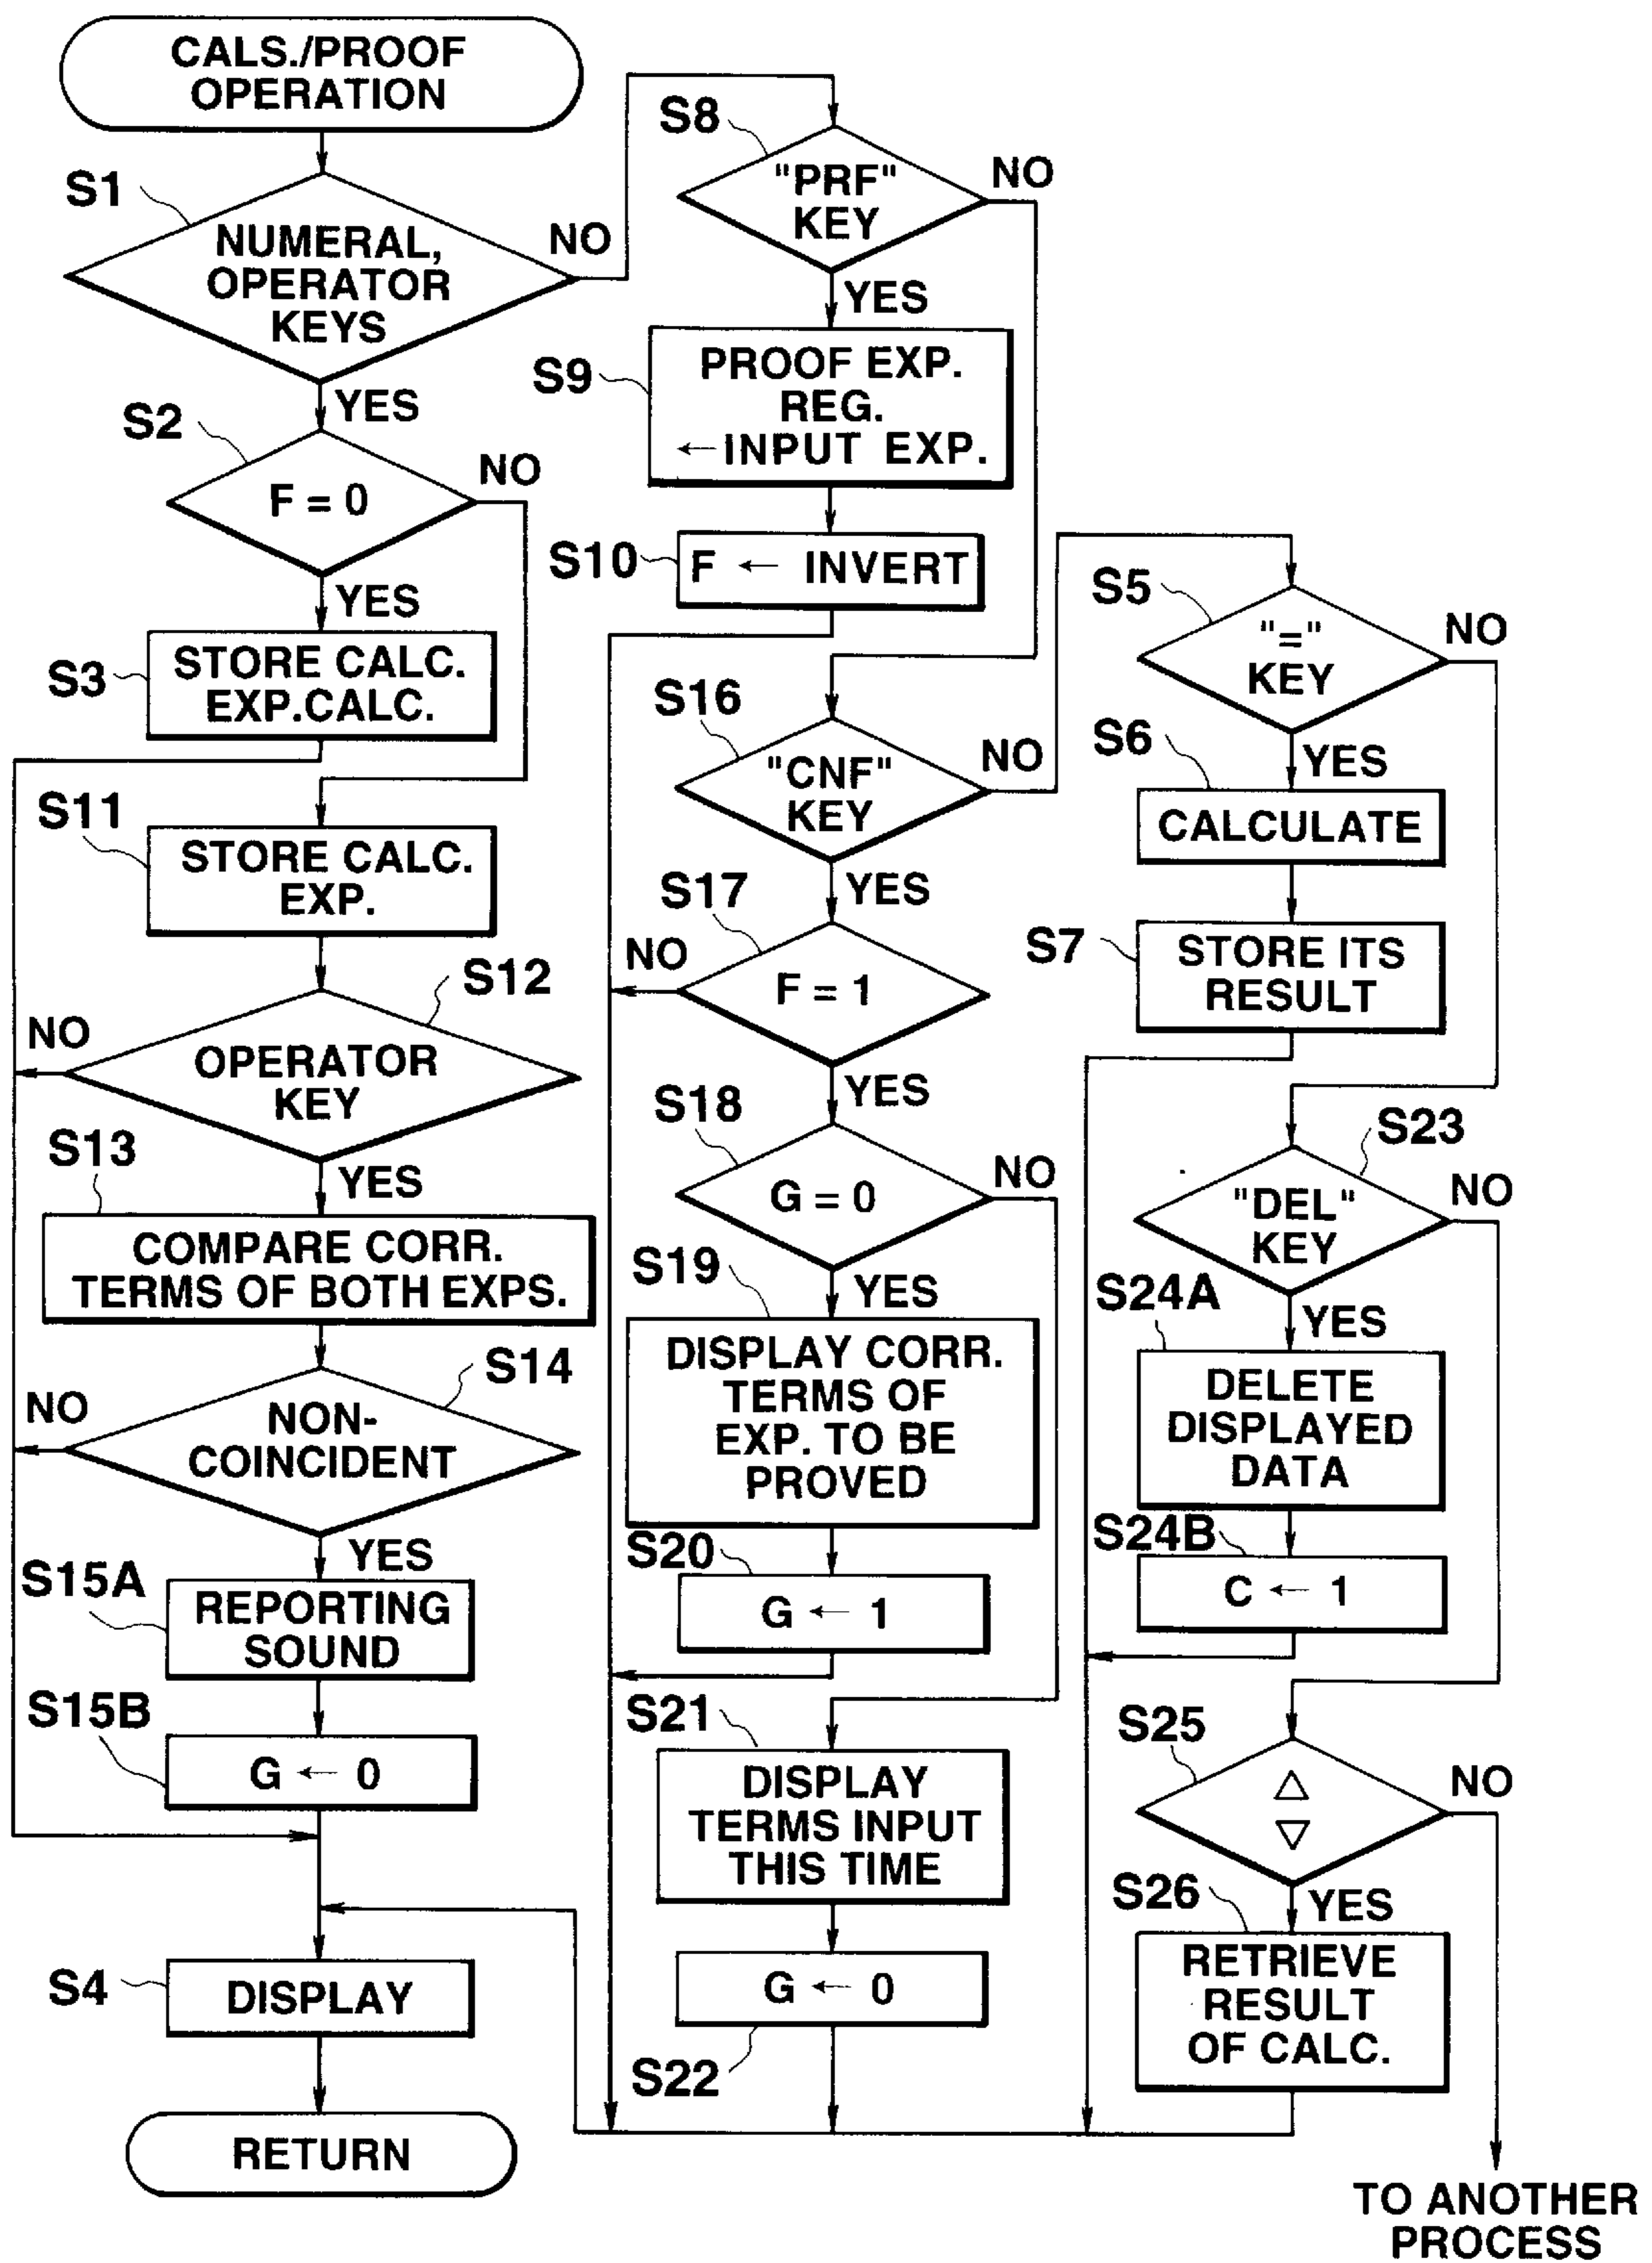 CALS./PROOF
OPERATION
S1
NUMERAL,
OPERATOR
KEYS
NO
YES
S2
F = 0
NO
YES
S3
STORE CALC.
EXP.CALC.
S11
STORE CALC.
EXP.
S12
NO
OPERATOR
KEY
YES
S13
COMPARE CORR.
TERMS OF BOTH EXPS.
S14
NO
NON-
COINCIDENT
YES
S15A
REPORTING
SOUND
S15B
G ← 0
S4
DISPLAY
RETURN
S8
"PRF"
KEY
NO
YES
S9
PROOF EXP.
REG.
←INPUT EXP.
S10
F ← INVERT
S16
"CNF"
KEY
NO
YES
S17
NO
F = 1
YES
S18
G = 0
NO
YES
S19
DISPLAY CORR.
TERMS OF
EXP. TO BE
PROVED
S20
G ← 1
S21
DISPLAY
TERMS INPUT
THIS TIME
G ← 0
S22
S5
"="
KEY
NO
YES
S6
CALCULATE
S7
STORE ITS
RESULT
S23
"DEL"
KEY
NO
YES
S24A
DELETE
DISPLAYED
DATA
S24B
C ← 1
S25
△
▽
NO
YES
S26
RETRIEVE
RESULT
OF CALC.
TO ANOTHER
PROCESS